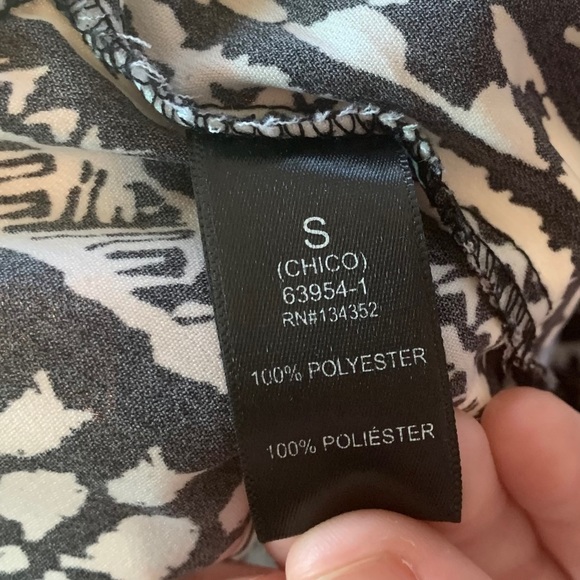 S
(CHICO)
63954-1
RN#134352
100% POLYESTER
100% POLIÉSTER